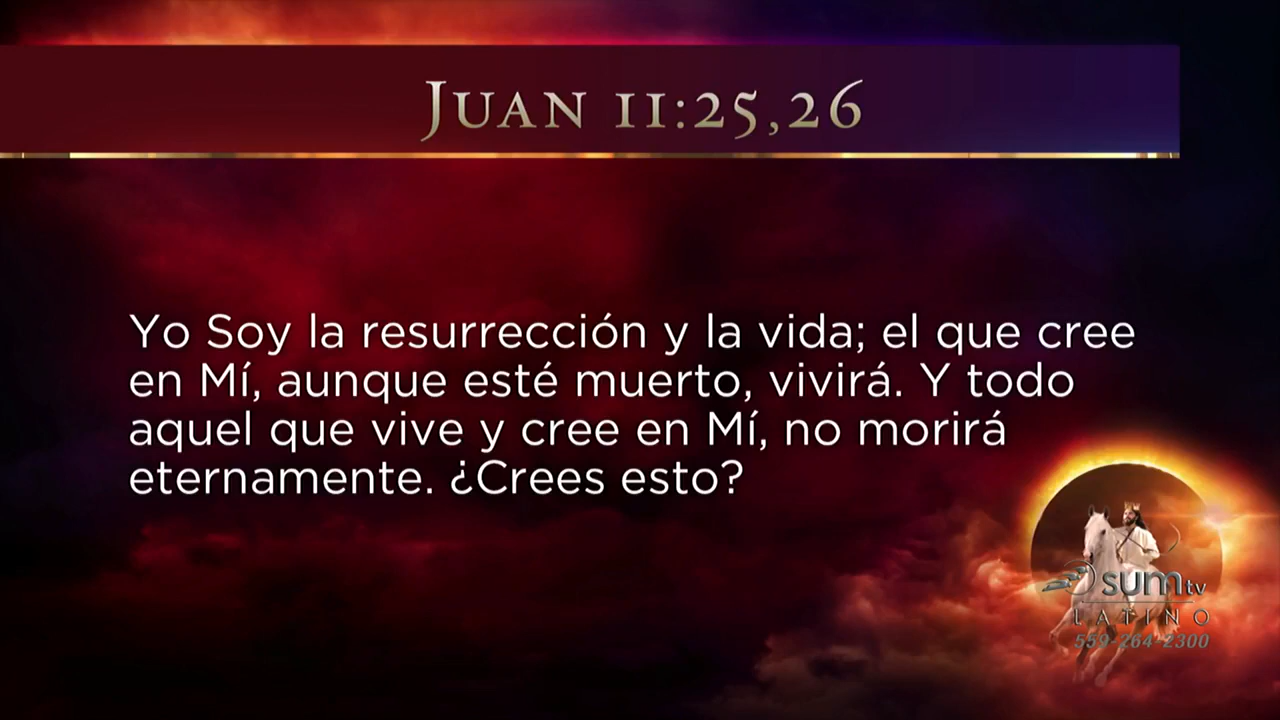 Juan 11:25,26
Yo Soy la resurrección y la vida; el que cree
en Mí, aunque esté muerto, vivirá. Y todo
aquel que vive y cree en Mí, no morirá
eternamente. ¿Crees esto?
sumtv
LATINO
559-264-2300